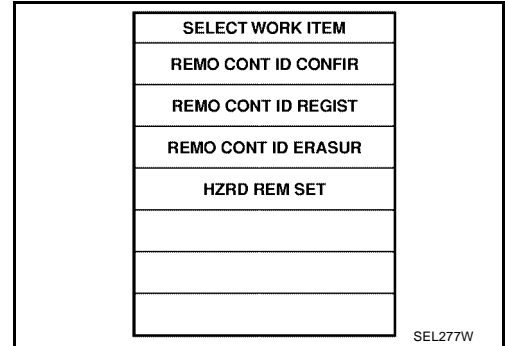 SELECT WORK ITEM
REMO CONT ID CONFIR
REMO CONT ID REGIST
REMO CONT ID ERASUR
HZRD REM SET
SEL277W